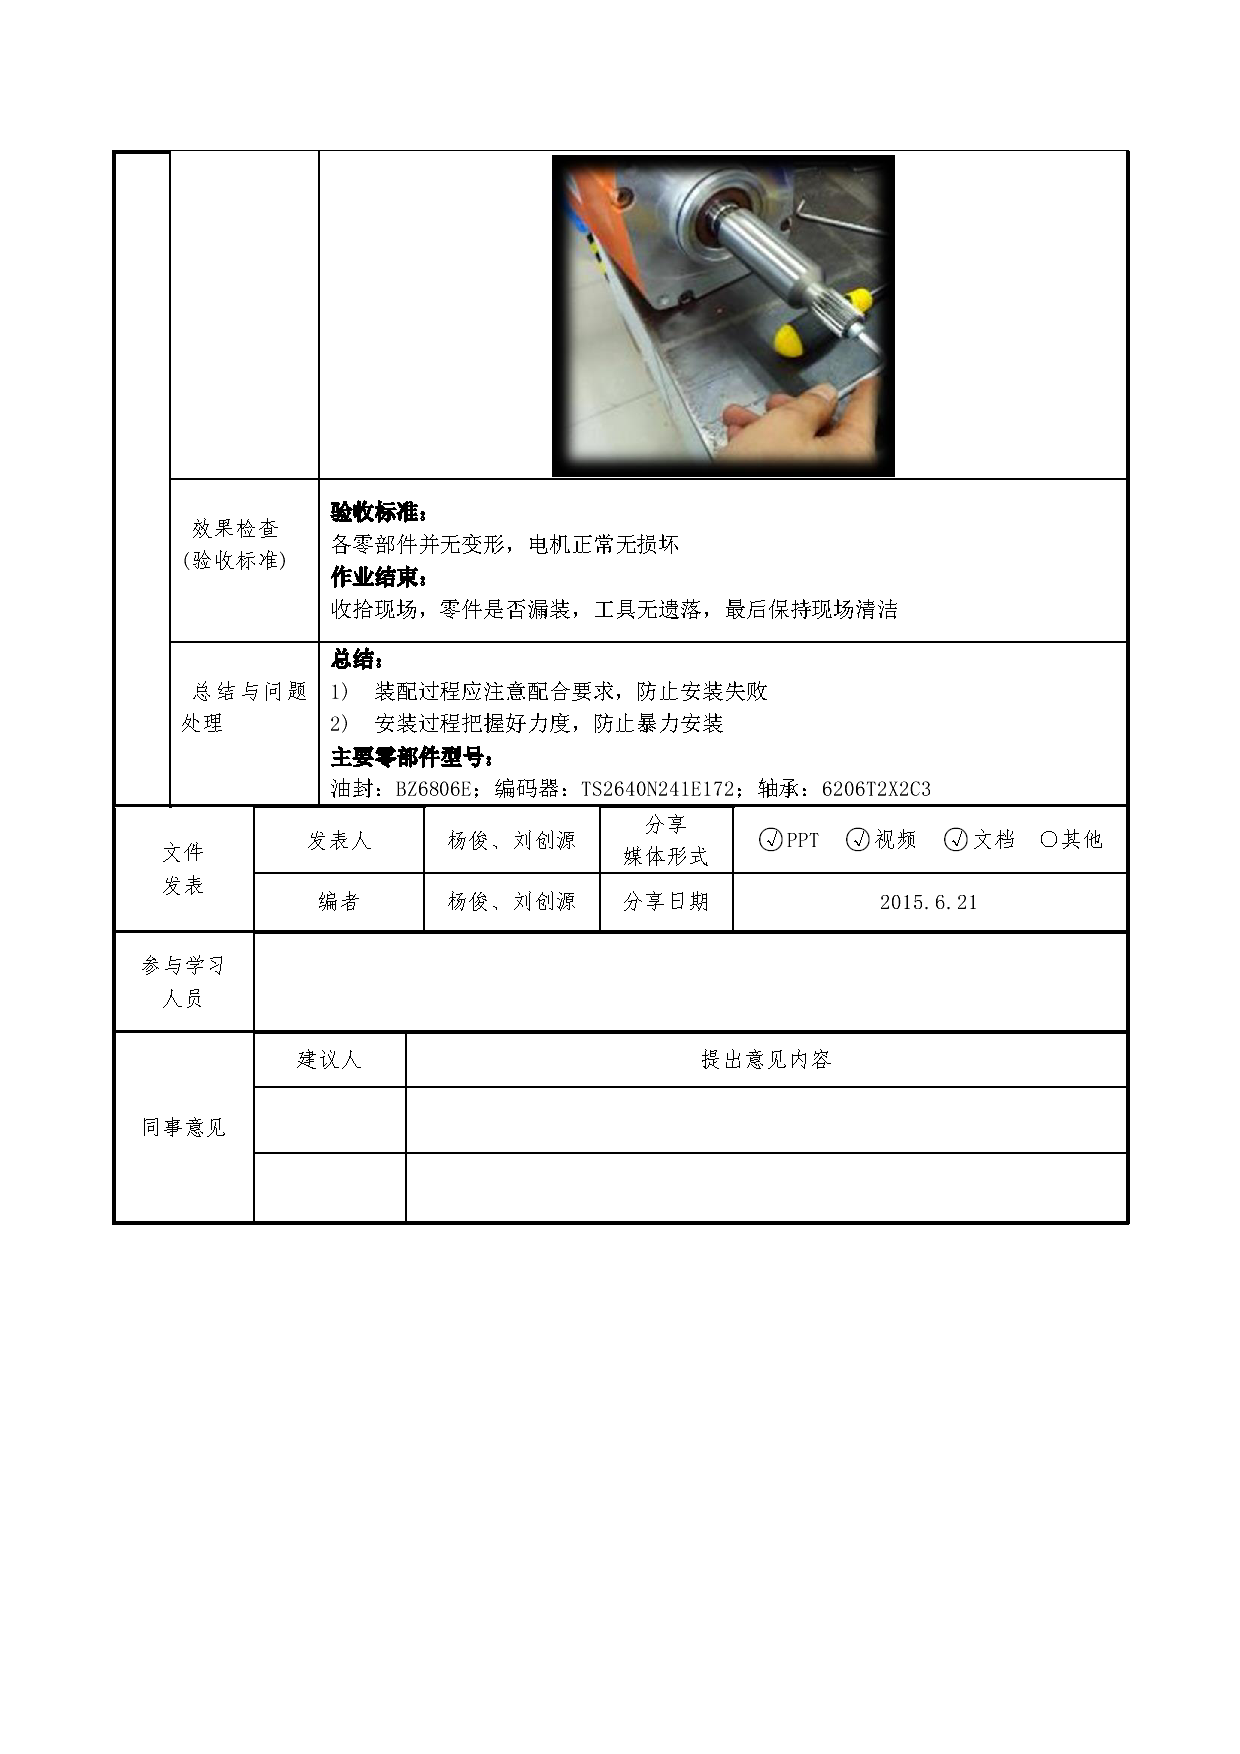 效果检查
(验收标准)
验收标准：
各零部件并无变形，电机正常无损坏
作业结束：
收拾现场，零件是否漏装，工具无遗落，最后保持现场清洁
总结与问题
处理
总结：
1) 装配过程应注意配合要求，防止安装失败
2) 安装过程把握好力度，防止暴力安装
主要零部件型号：
油封：BZ6806E；编码器：TS2640N241E172；轴承：6206T2X2C3
文件
发表
发表人
杨俊、刘创源
分享
媒体形式
√PPT √视频 √文档 ○其他
编者
杨俊、刘创源
分享日期
2015.6.21
参与学习
人员
同事意见
建议人
提出意见内容